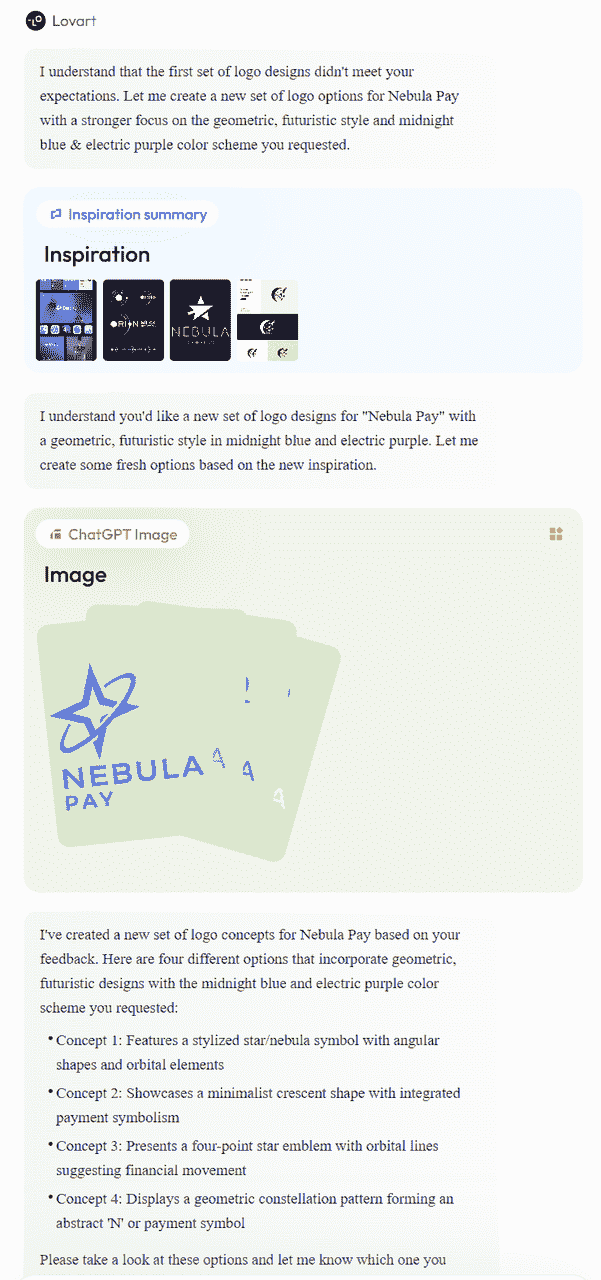 Lovart
I understand that the first set of logo designs didn't meet your
expectations. Let me create a new set of logo options for Nebula Pay
with a stronger focus on the geometric, futuristic style and midnight
blue & electric purple color scheme you requested.
Inspiration summary
Inspiration
ORION
NEBULA
I understand you'd like a new set of logo designs for "Nebula Pay" with
a geometric, futuristic style in midnight blue and electric purple. Let me
create some fresh options based on the new inspiration.
ChatGPT Image
Image
NEBULA
PAY
I've created a new set of logo concepts for Nebula Pay based on your
feedback. Here are four different options that incorporate geometric,
futuristic designs with the midnight blue and electric purple color
scheme you requested:
• Concept 1: Features a stylized star/nebula symbol with angular
shapes and orbital elements
• Concept 2: Showcases a minimalist crescent shape with integrated
payment symbolism
• Concept 3: Presents a four-point star emblem with orbital lines
suggesting financial movement
• Concept 4: Displays a geometric constellation pattern forming an
abstract 'N' or payment symbol
Please take a look at these options and let me know which one you